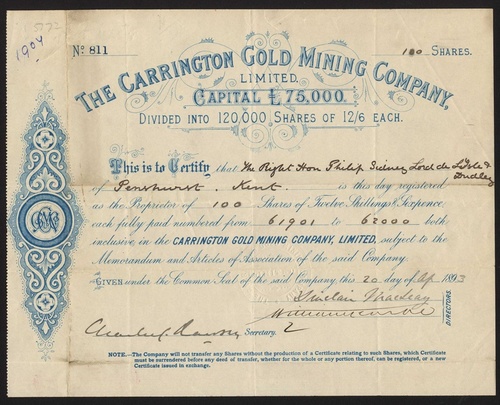 1904
Nº 811
100 SHARES.
THE CARRINGTON GOLD MINING COMPANY,
LIMITED.
CAPITAL £75,000.
DIVIDED INTO 120,000 SHARES OF 12/6 EACH.
This is to Certify that The Right Hon Philip Sidney Lord de L'Isle & Dudley
of Penshurst, Kent. is this day registered
as the Proprietor of 100 Shares of Twelve Shillings & Sixpence
each fully paid numbered from 61901 to 62000 both
inclusive in the CARRINGTON GOLD MINING COMPANY, LIMITED, subject to the
Memorandum and Articles of Association of the said Company.
GIVEN under the Common Seal of the said Company, this 20 day of Ap 1893
Sinclair Macleay
DIRECTORS.
Charles Secretary.
NOTE.—The Company will not transfer any Shares without the production of a Certificate relating to such Shares, which Certificate
must be surrendered before any deed of transfer, whether for the whole or any portion thereof, can be registered, or a new
Certificate issued in exchange.